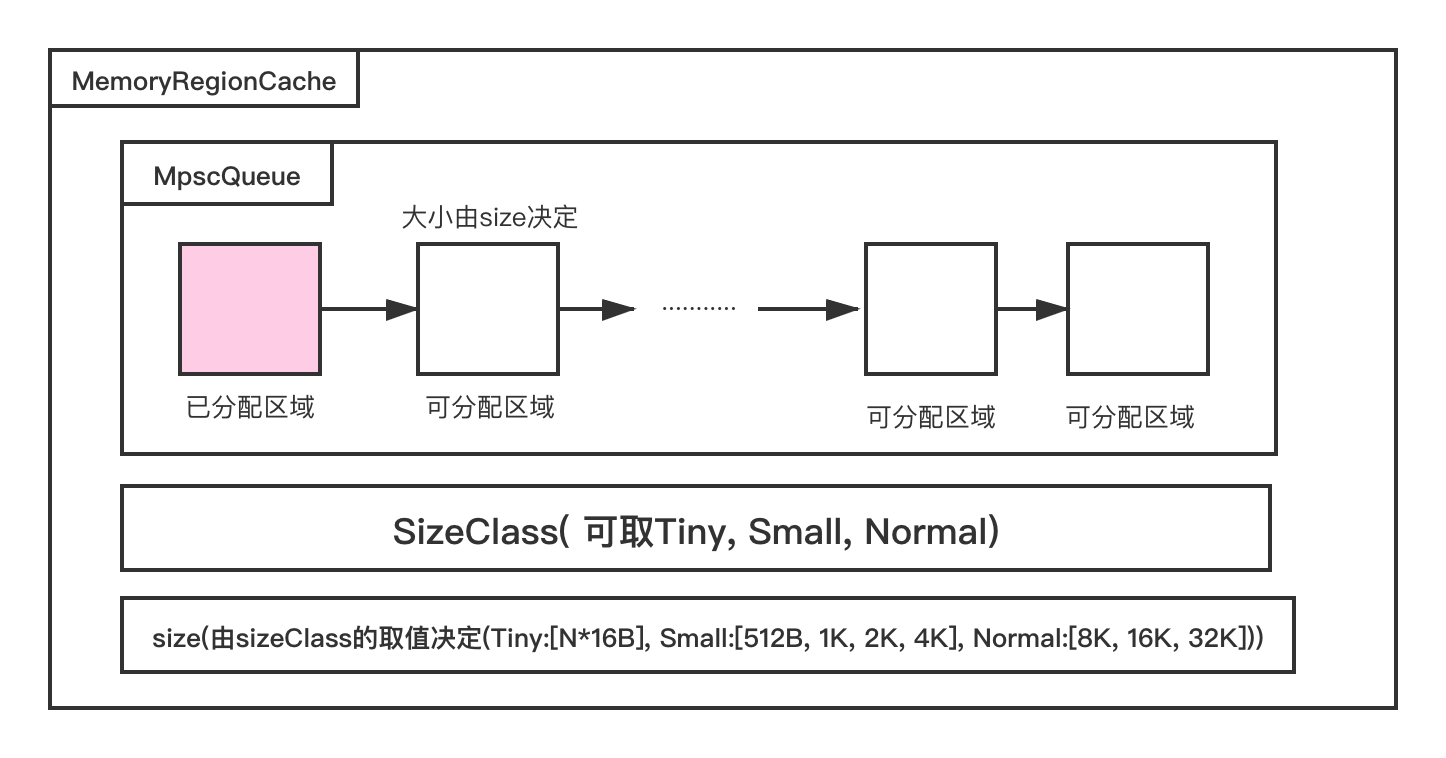 MemoryRegionCache
MpscQueue
大小由size决定
...........
已分配区域
可分配区域
可分配区域
可分配区域
SizeClass( 可取Tiny, Small, Normal)
size(由sizeClass的取值决定(Tiny:[N*16B], Small:[512B, 1K, 2K, 4K], Normal:[8K, 16K, 32K]))